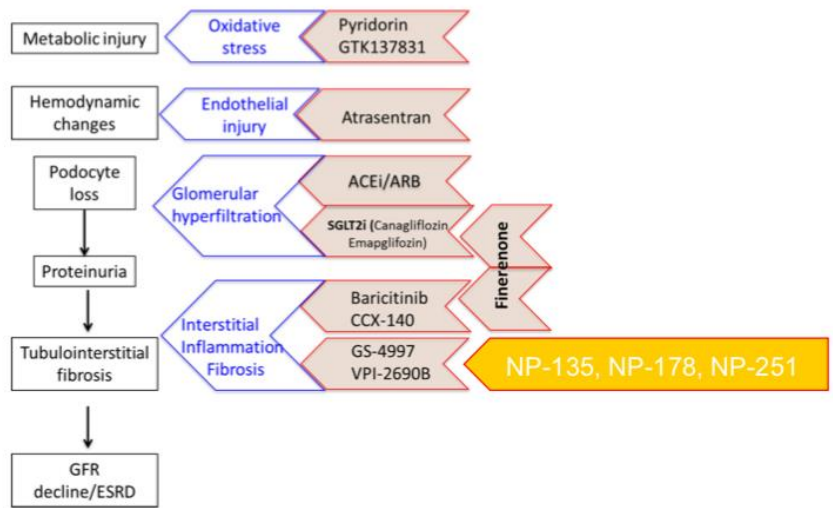 Metabolic injury
Oxidative
stress
Pyridorin
GTK137831
Hemodynamic
changes
Endothelial
injury
Atrasentran
Podocyte
loss
Glomerular
hyperfiltration
ACEi/ARB
SGLT2i (Canagliflozin
Emapglifozin)
Finerenone
Proteinuria
Interstitial
Inflammation
Fibrosis
Baricitinib
CCX-140
Tubulointerstitial
fibrosis
GS-4997
VPI-2690B
NP-135, NP-178, NP-251
GFR
decline/ESRD